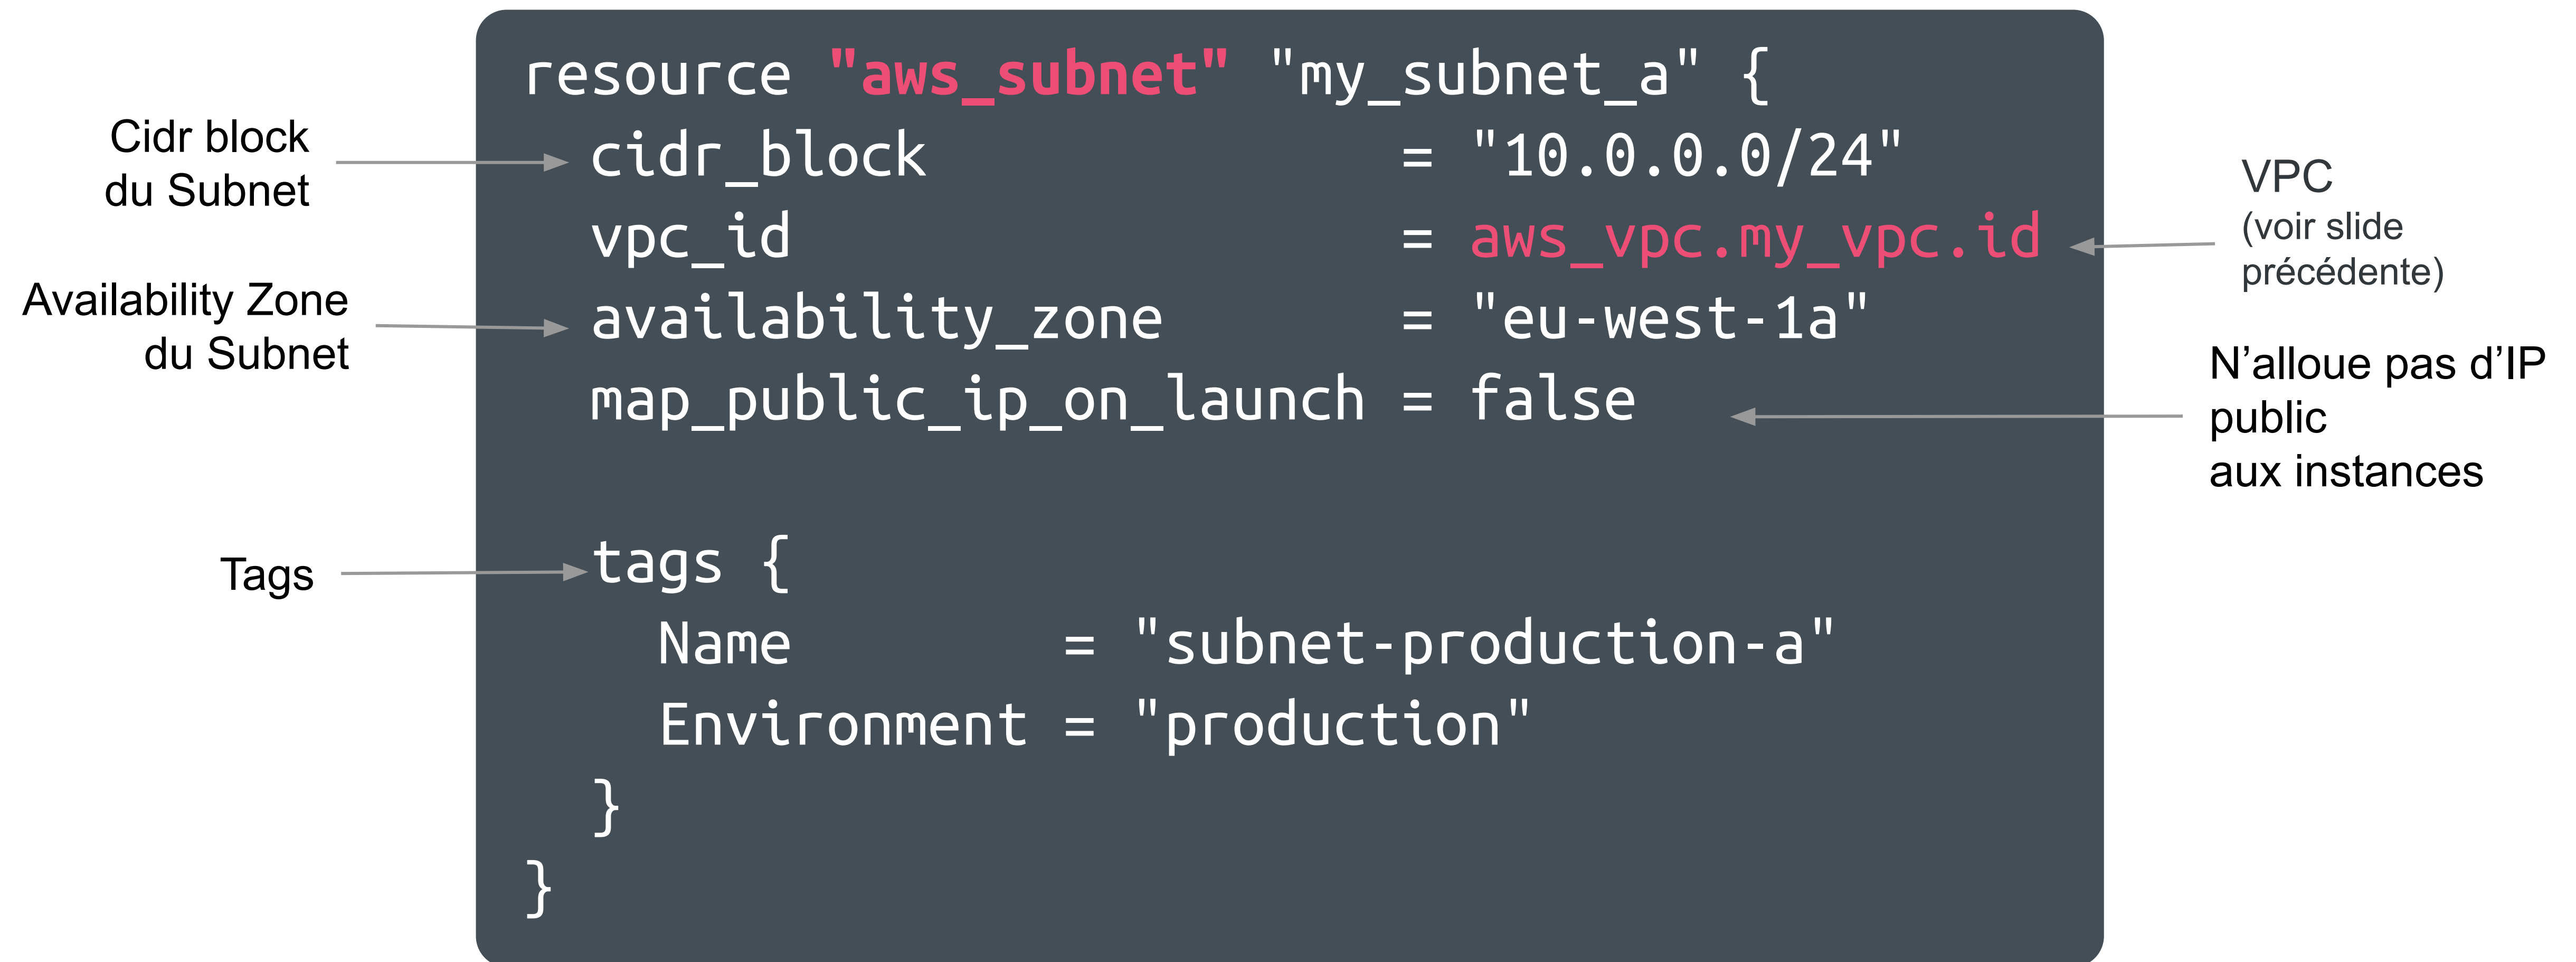 resource "aws_subnet" "my_subnet_a" {
  cidr_block              = "10.0.0.0/24"
  vpc_id                  = aws_vpc.my_vpc.id
  availability_zone       = "eu-west-1a"
  map_public_ip_on_launch = false
  tags {
    Name        = "subnet-production-a"
    Environment = "production"
  }
}
Cidr block
du Subnet
Availability Zone
du Subnet
Tags
VPC
(voir slide
précédente)
N’alloue pas d’IP
public
aux instances